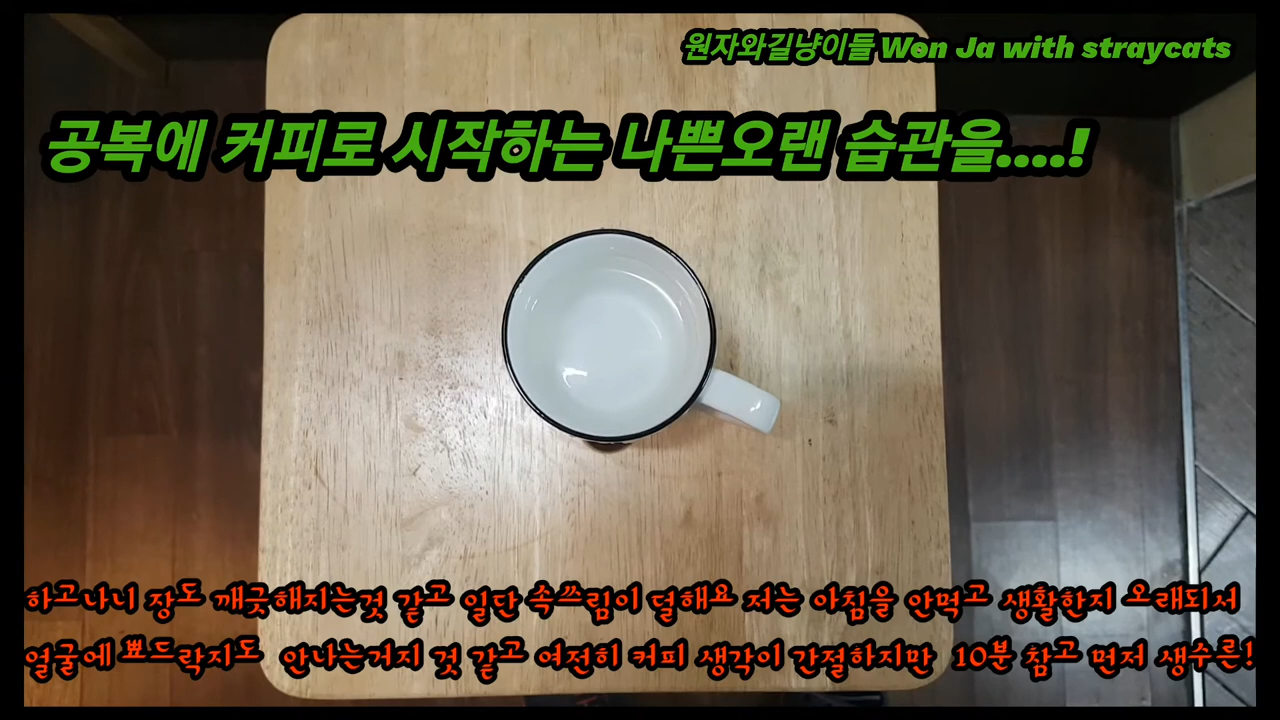 원자와길냥이들 Won Ja with straycats
공복에 커피로 시작하는 나쁜오랜 습관을....!
하고나니 장도 깨긋해지는것 같고 일단 속쓰림이 덜해요 저는 아침을 안먹고 생활한지 오래되서
얼굴에 뽀드락지도 안나는거지 것 같고 여전히 커피 생각이 간절하지만 10분 참고 먼저 생수른!